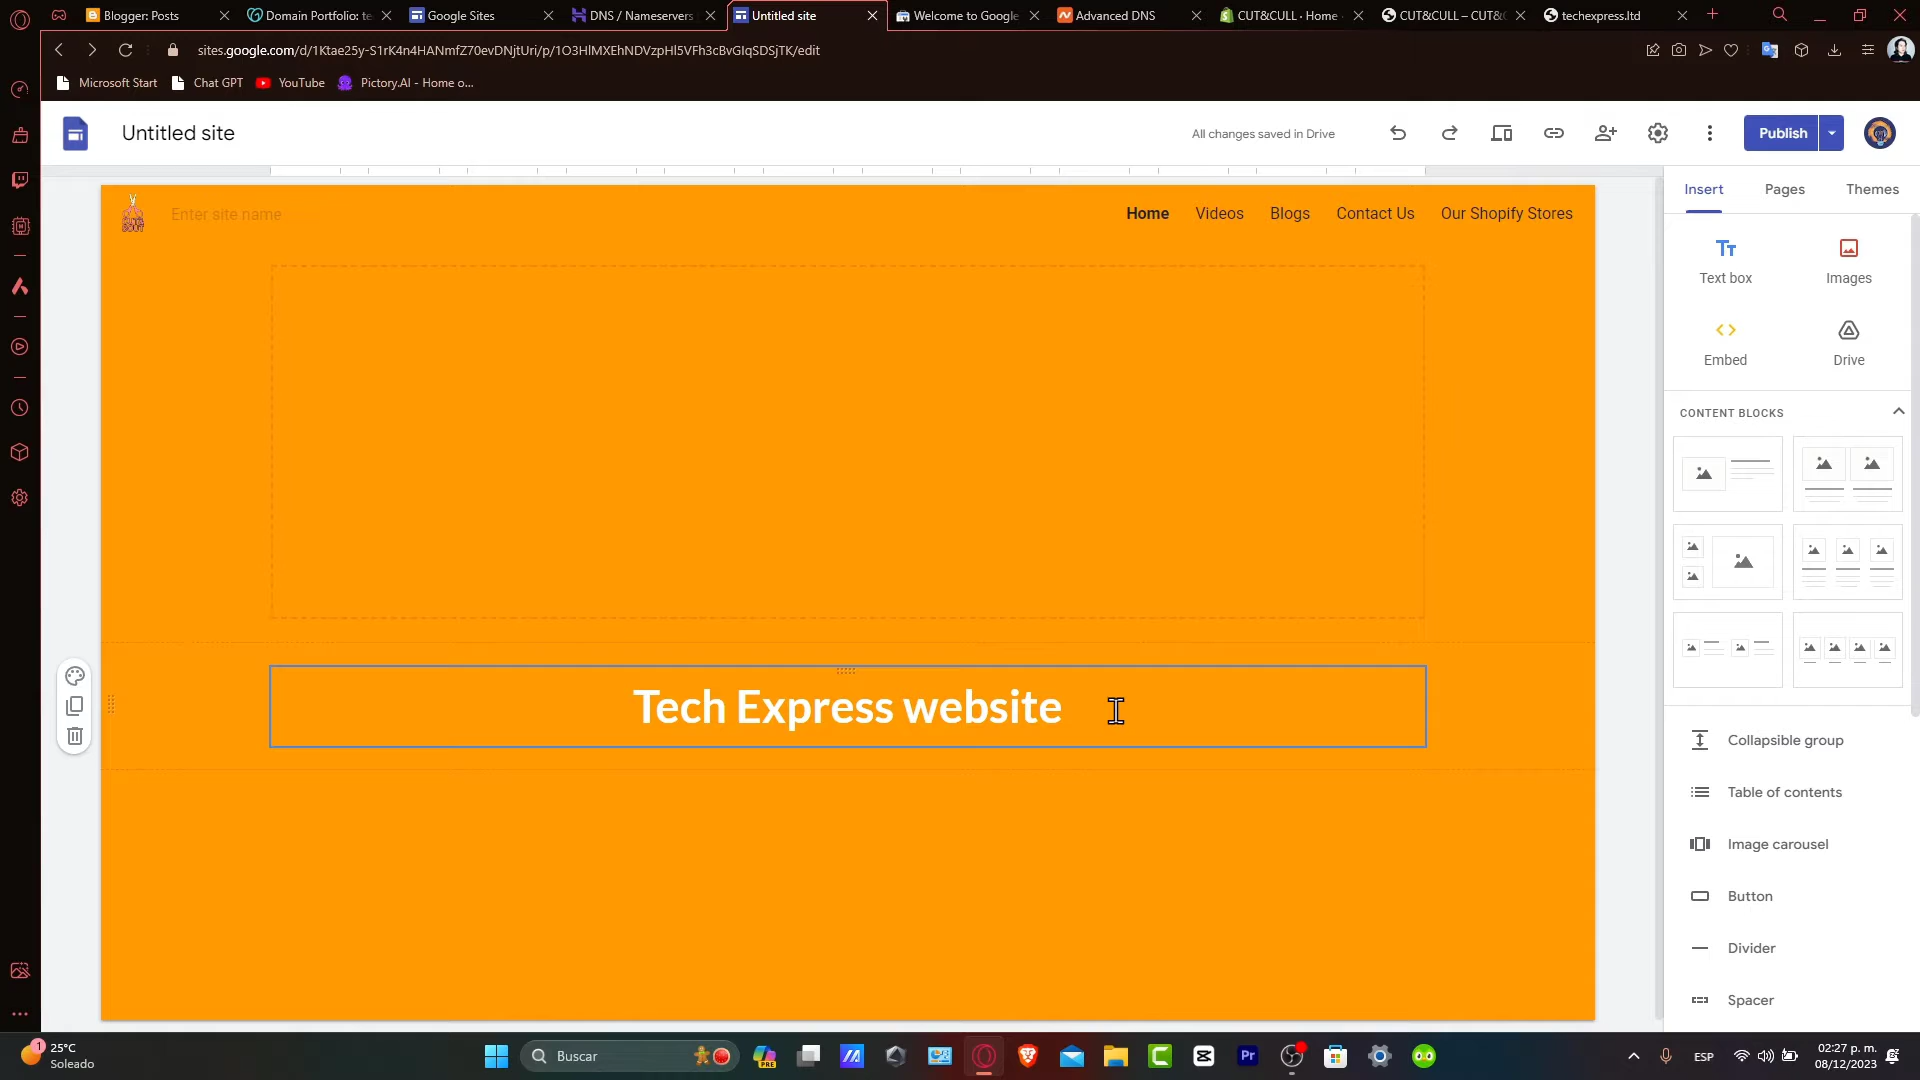 Blogger: Posts
Domain Portfolio: te
Google Sites
DNS / Nameservers
Untitled site
Welcome to Google
Advanced DNS
CUT&CULL · Home
CUT&CULL – CUT&
techexpress.ltd
sites.google.com/d/1Ktae25y-S1rK4n4HANmfZ70evDNjtUri/p/1O3HlMXEhNDVzpHl5VFh3cBvGIqSDSjTK/edit
Microsoft Start
Chat GPT
YouTube
Pictory.AI - Home o...
Untitled site
All changes saved in Drive
Publish
Enter site name
Home
Videos
Blogs
Contact Us
Our Shopify Stores
Tech Express website
Insert
Pages
Themes
Text box
Images
Embed
Drive
CONTENT BLOCKS
Collapsible group
Table of contents
Image carousel
Button
Divider
Spacer
1
25°C
Soleado
Buscar
PRE
Pr
ESP
02:27 p. m.
08/12/2023